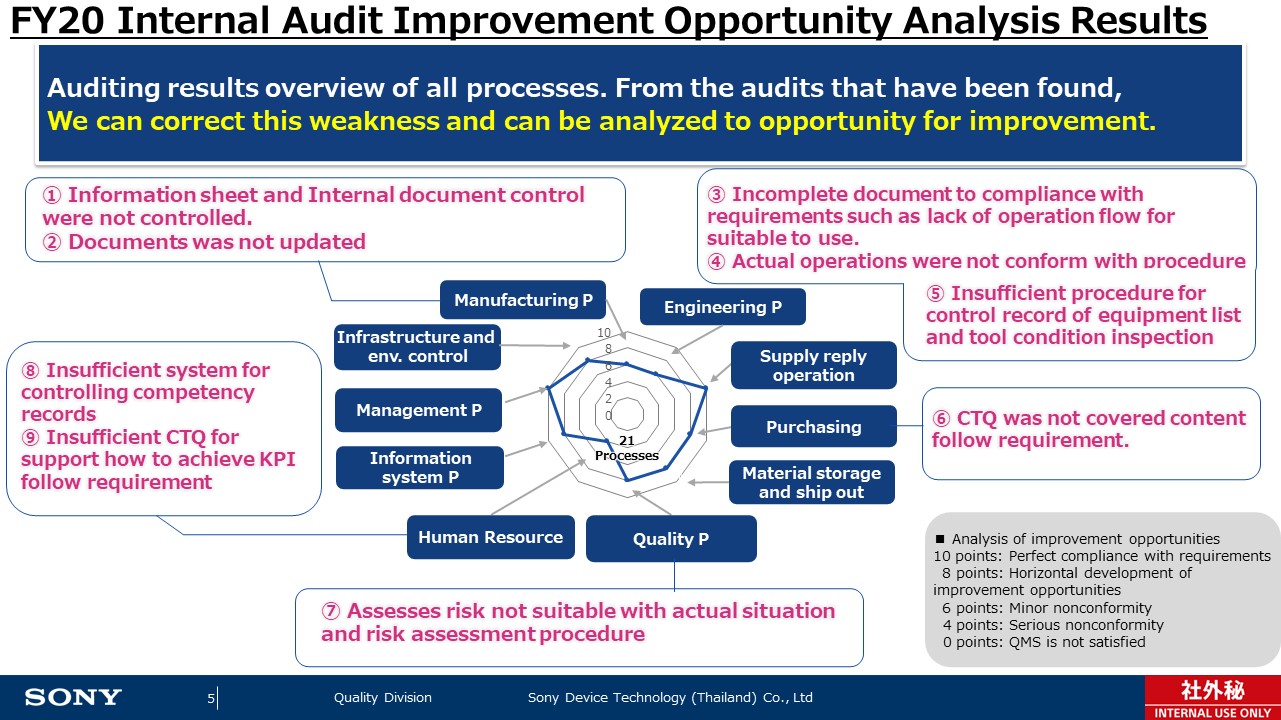 FY20 Internal Audit Improvement Opportunity Analysis Results
Auditing results overview of all processes. From the audits that have been found,
We can correct this weakness and can be analyzed to opportunity for improvement.
① Information sheet and Internal document control
were not controlled.
② Documents was not updated
③ Incomplete document to compliance with
requirements such as lack of operation flow for
suitable to use.
④ Actual operations were not conform with procedure
⑤ Insufficient procedure for
control record of equipment list
and tool condition inspection
Manufacturing P
Engineering P
Infrastructure and
env. control
Supply reply
operation
Management P
Purchasing
Information
system P
Material storage
and ship out
Human Resource
Quality P
10
8
6
4
2
0
21
Processes
⑧ Insufficient system for
controlling competency
records
⑨ Insufficient CTQ for
support how to achieve KPI
follow requirement
⑥ CTQ was not covered content
follow requirement.
⑦ Assesses risk not suitable with actual situation
and risk assessment procedure
■ Analysis of improvement opportunities
10 points: Perfect compliance with requirements
8 points: Horizontal development of
improvement opportunities
6 points: Minor nonconformity
4 points: Serious nonconformity
0 points: QMS is not satisfied
SONY
5
Quality Division
Sony Device Technology (Thailand) Co., Ltd
社外秘
INTERNAL USE ONLY